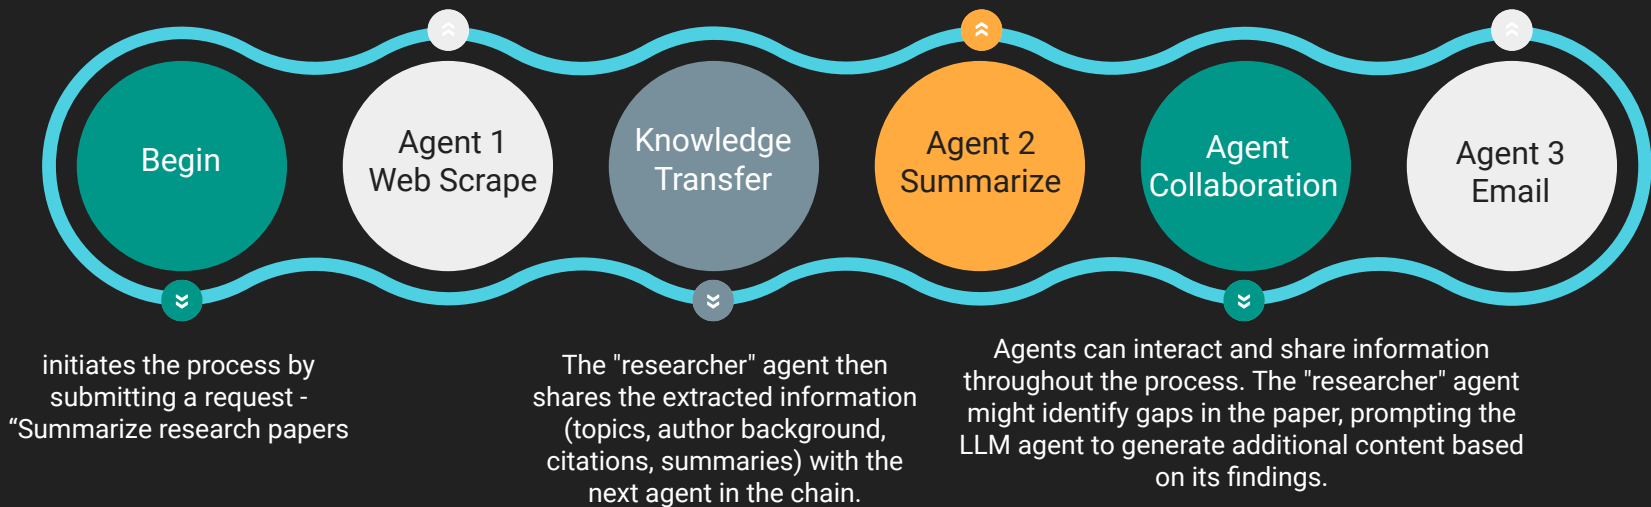 Begin
Agent 1
Web Scrape
Knowledge
Transfer
Agent 2
Summarize
Agent
Collaboration
Agent 3
Email
initiates the process by
submitting a request -
“Summarize research papers
The "researcher" agent then
shares the extracted information
(topics, author background,
citations, summaries) with the
next agent in the chain.
Agents can interact and share information
throughout the process. The "researcher" agent
might identify gaps in the paper, prompting the
LLM agent to generate additional content based
on its findings.